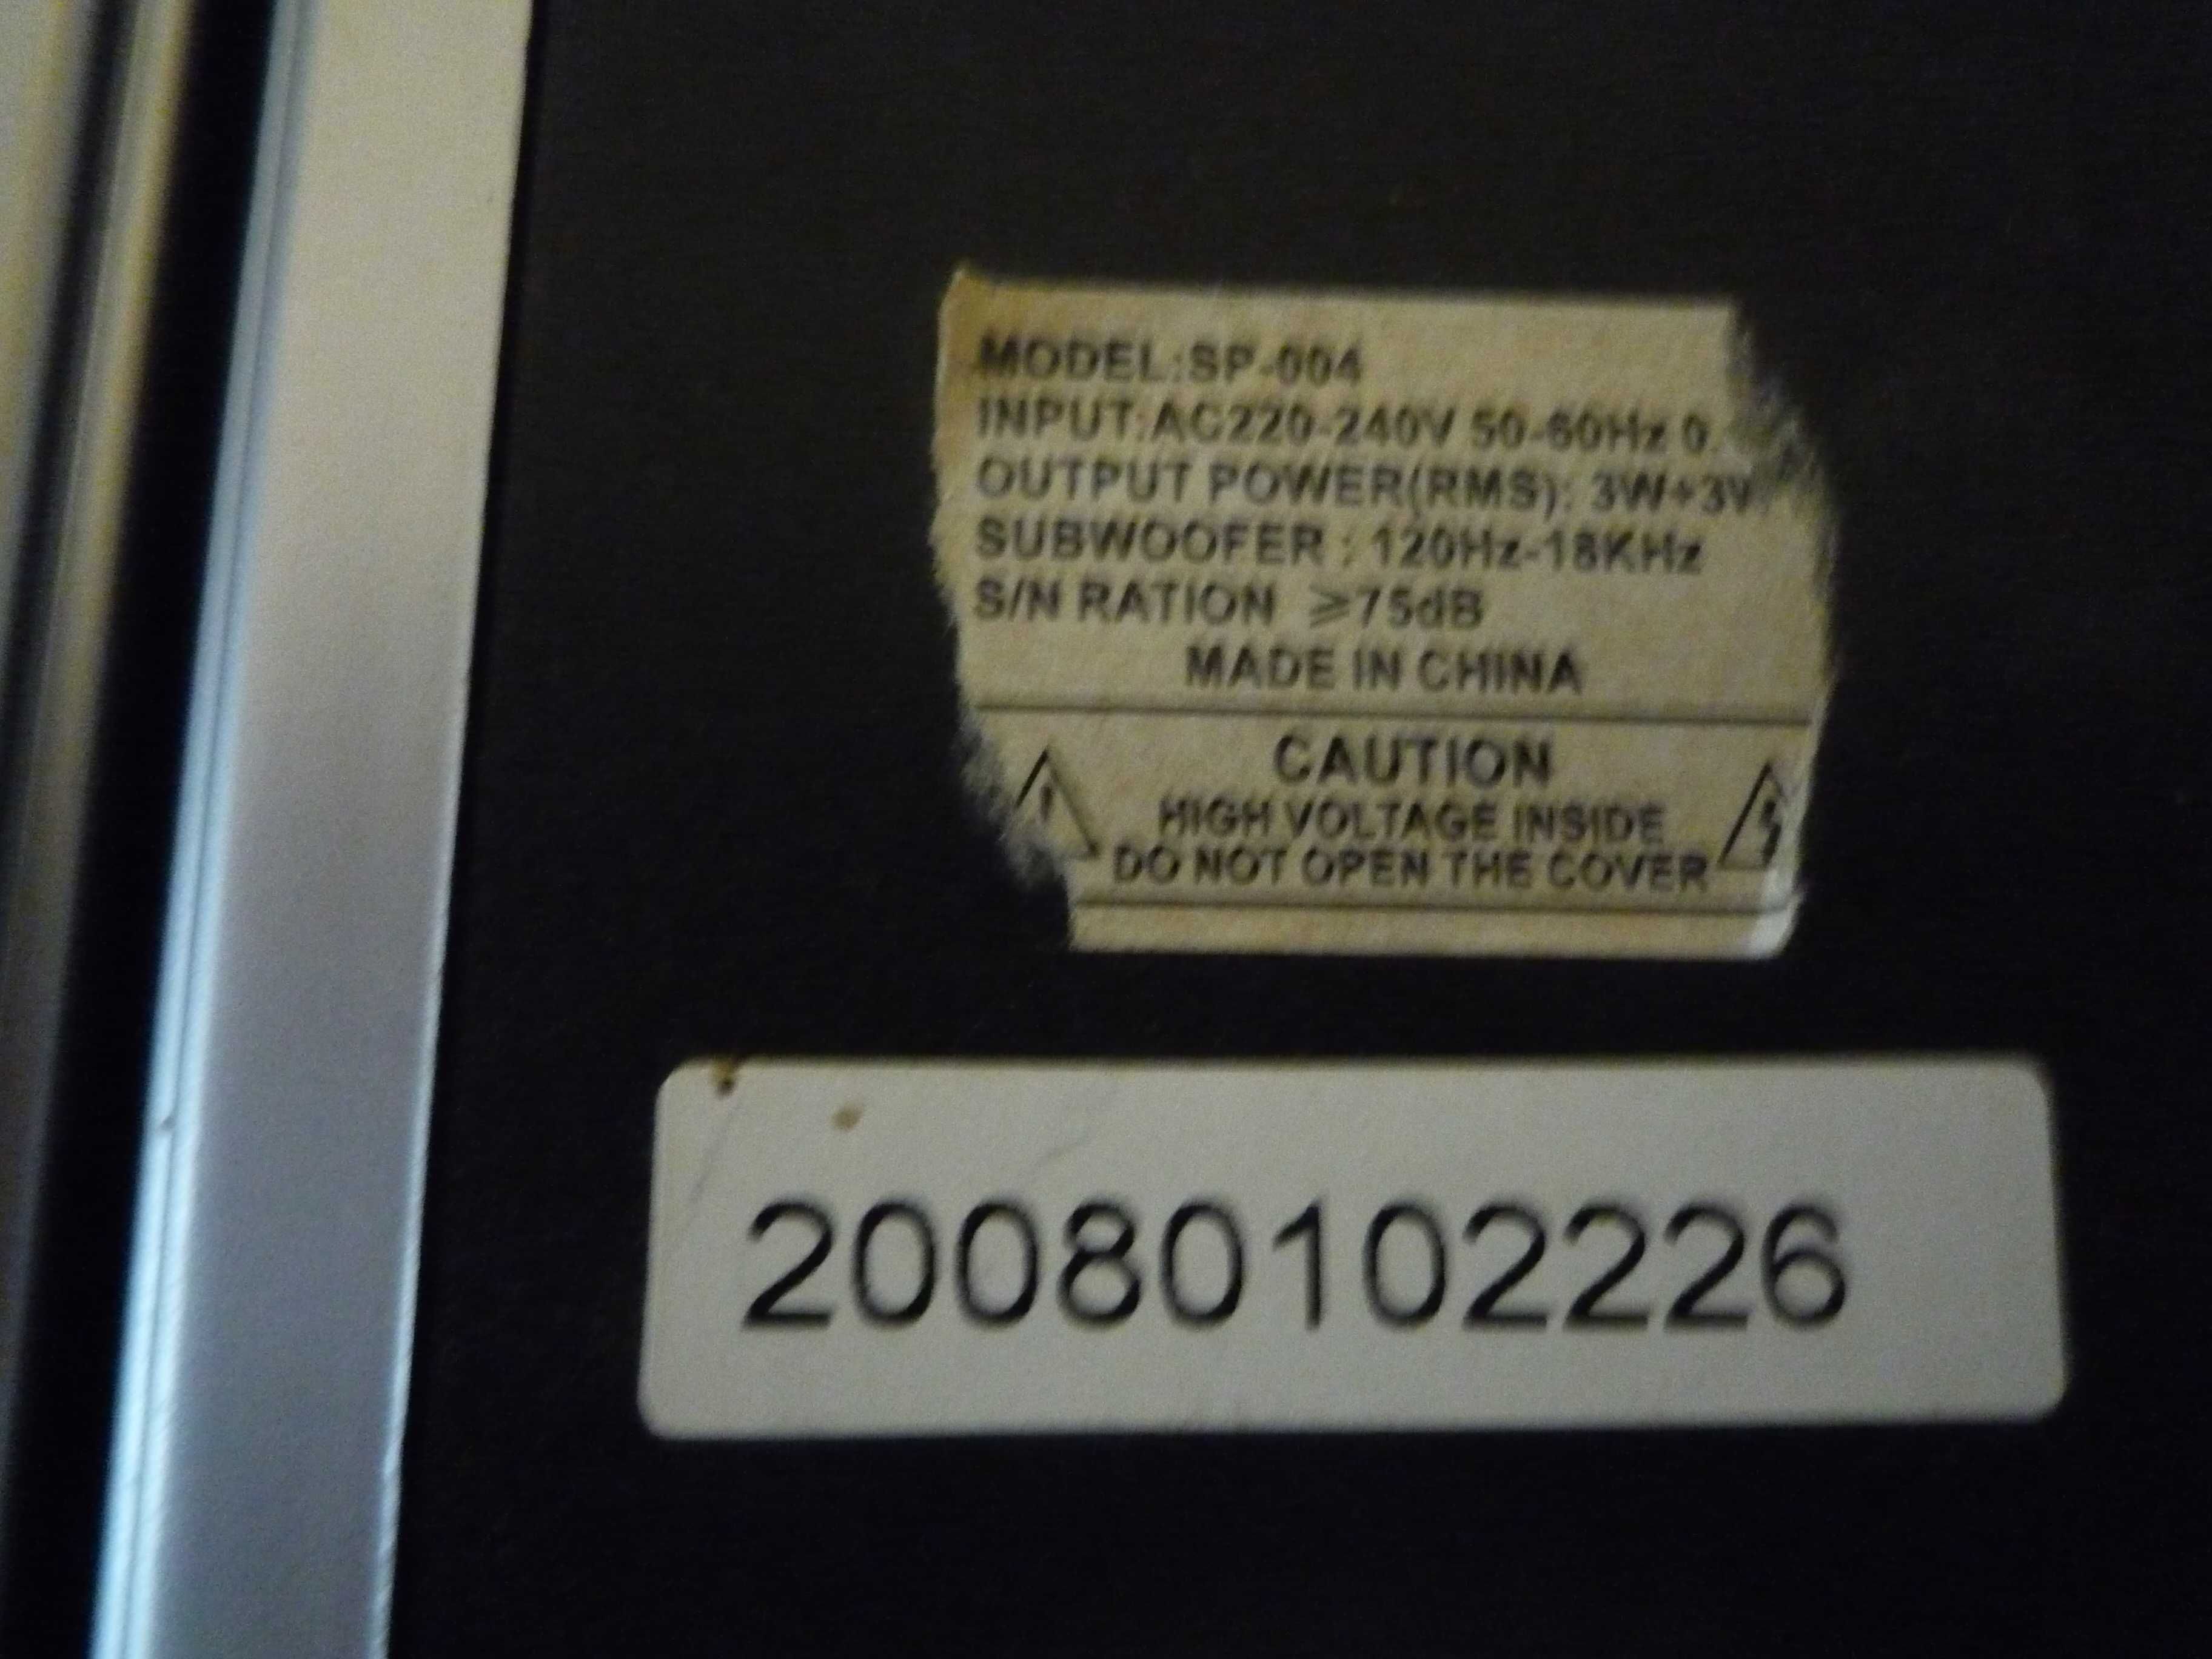 MODEL:SP-004
INPUT:AC220-240V 50-60Hz 0.
OUTPUT POWER(RMS): 3W+3W
SUBWOOFER : 120Hz-18KHz
S/N RATION ≥75dB
MADE IN CHINA
CAUTION
HIGH VOLTAGE INSIDE
DO NOT OPEN THE COVER
20080102226